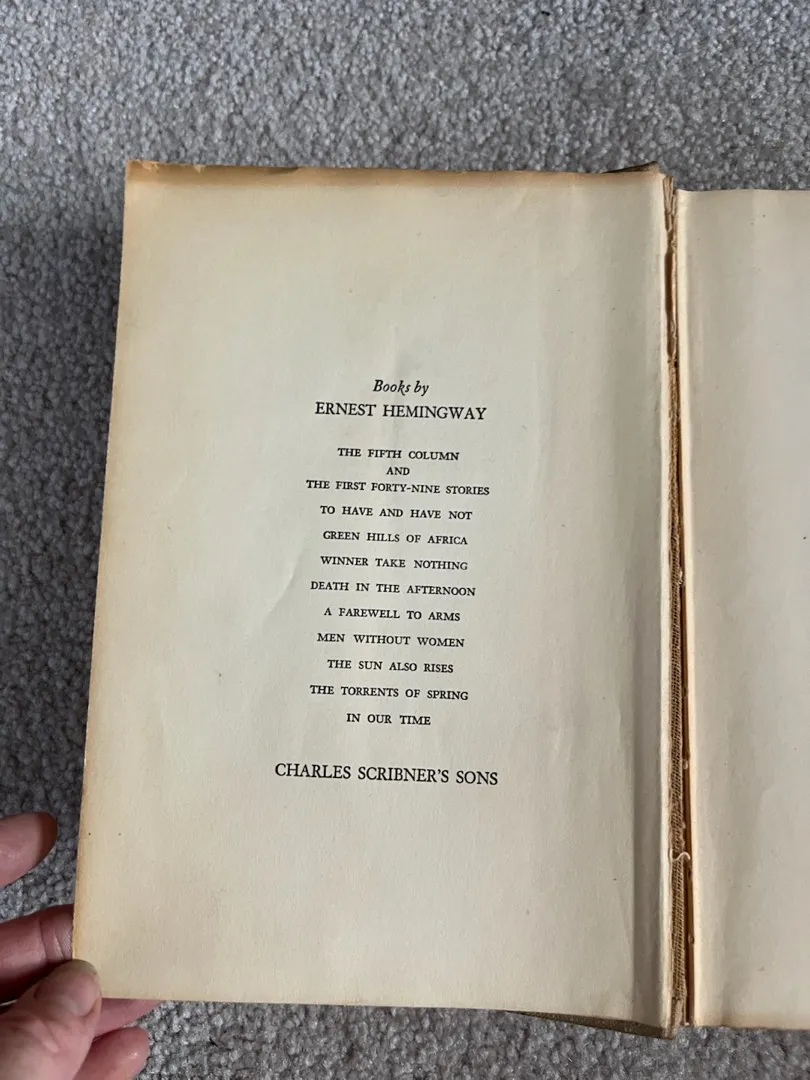 Books by
ERNEST HEMINGWAY
THE FIFTH COLUMN
AND
THE FIRST FORTY-NINE STORIES
TO HAVE AND HAVE NOT
GREEN HILLS OF AFRICA
WINNER TAKE NOTHING
DEATH IN THE AFTERNOON
A FAREWELL TO ARMS
MEN WITHOUT WOMEN
THE SUN ALSO RISES
THE TORRENTS OF SPRING
IN OUR TIME
CHARLES SCRIBNER'S SONS